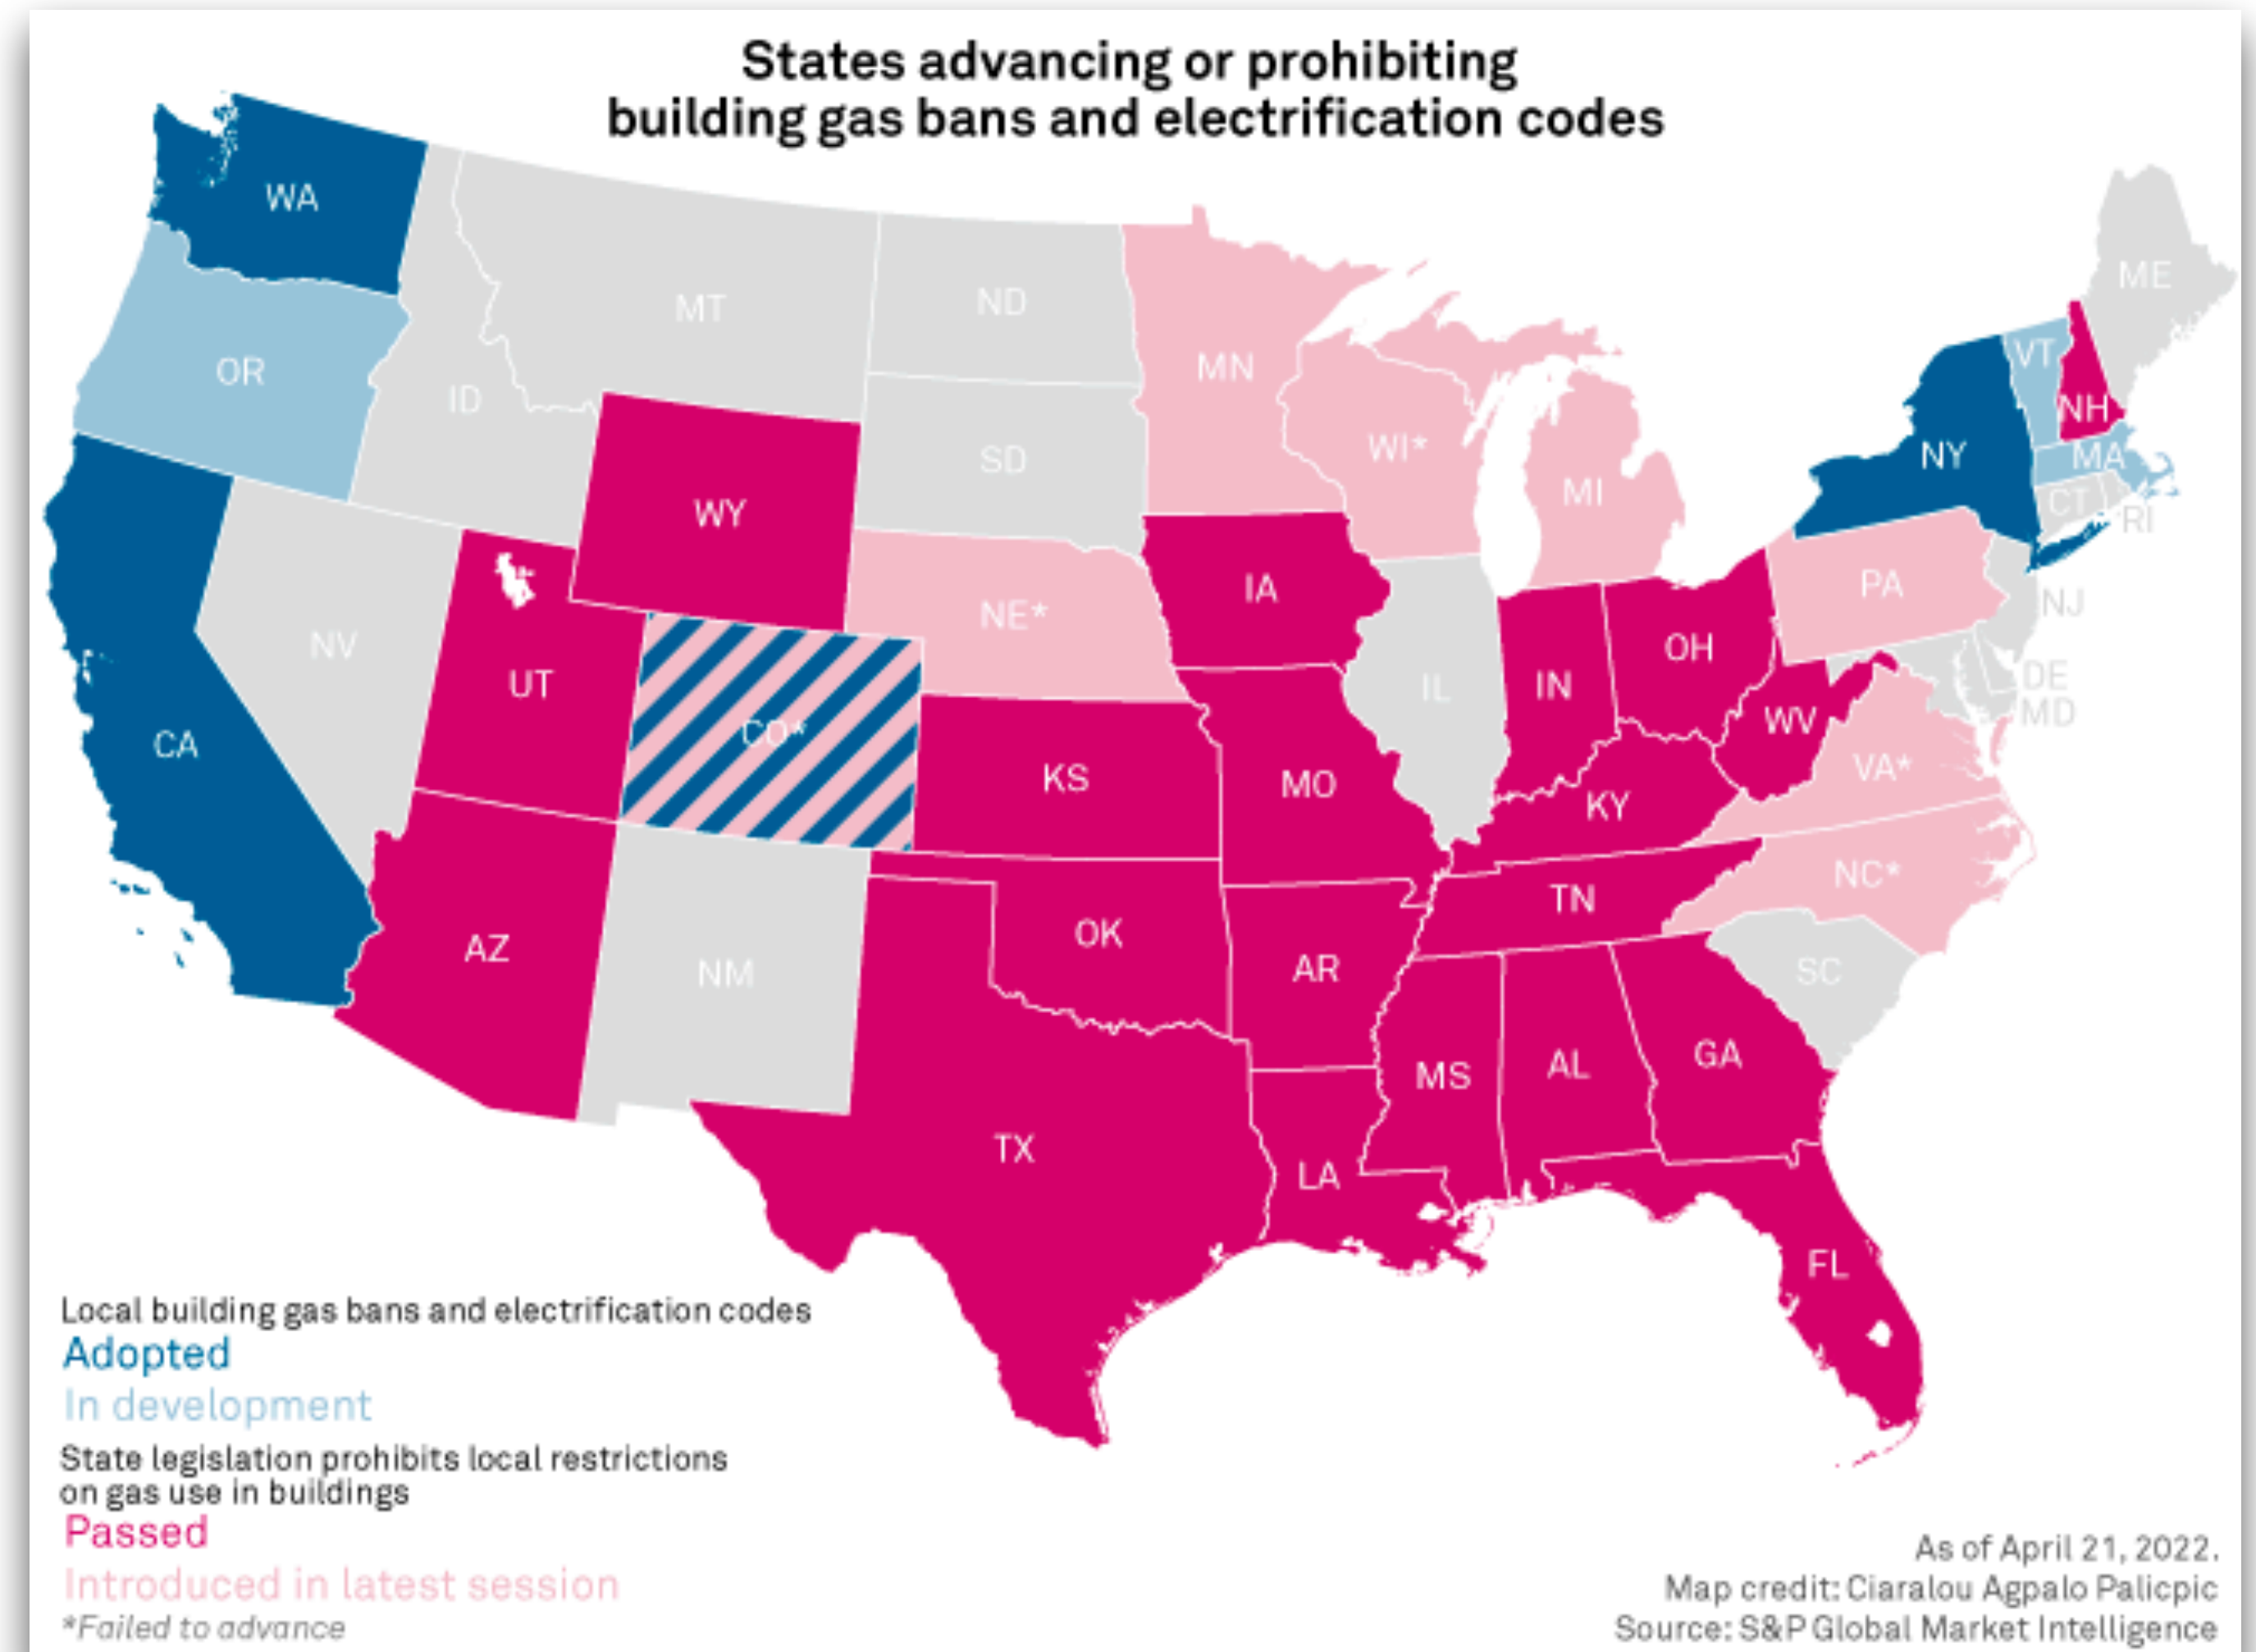 States advancing or prohibiting
building gas bans and electrification codes
WA
MT
ND
ME
OR
ID
MN
VT
NH
WY
SD
WI*
MI
NY
MA
CT
RI
NV
UT
NE*
IA
PA
NJ
CA
CO*
KS
MO
IL
IN
OH
WV
DE
MD
VA*
KY
AZ
NM
OK
AR
TN
NC*
SC
TX
LA
MS
AL
GA
FL
Local building gas bans and electrification codes
Adopted
In development
State legislation prohibits local restrictions
on gas use in buildings
Passed
Introduced in latest session
*Failed to advance
As of April 21, 2022.
Map credit: Ciaralou Agpalo Palicpic
Source: S&P Global Market Intelligence